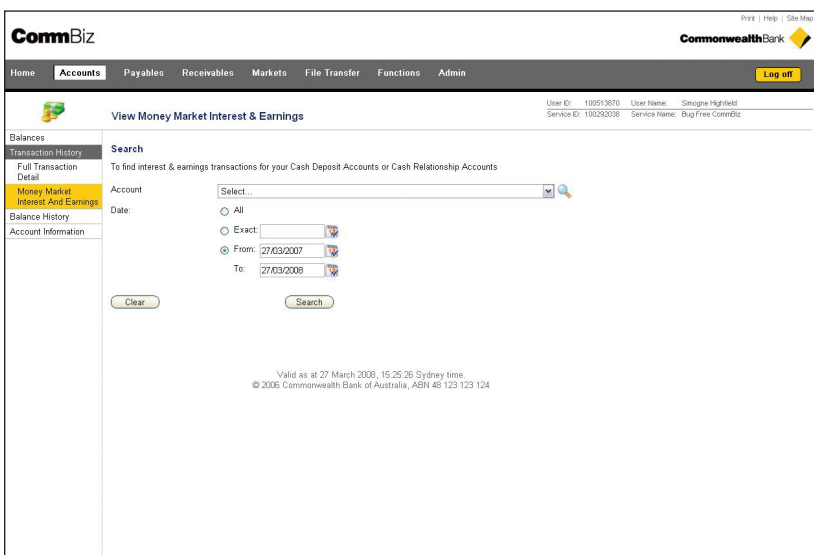 Print | Help | Site Map
CommBiz
CommonwealthBank
Home Accounts Payables Receivables Markets File Transfer Functions Admin Log off
User ID: 100513870 User Name: Simogne Highfield
Service ID: 100292038 Service Name: Bug Free CommBiz
View Money Market Interest & Earnings
Balances
Transaction History
Full Transaction
Detail
Money Market
Interest And Earnings
Balance History
Account Information
Search
To find interest & earnings transactions for your Cash Deposit Accounts or Cash Relationship Accounts
Account Select...
Date: All
Exact:
From: 27/03/2007
To: 27/03/2008
Clear Search
Valid as at 27 March 2008, 15:25:26 Sydney time.
© 2006 Commonwealth Bank of Australia, ABN 48 123 123 124